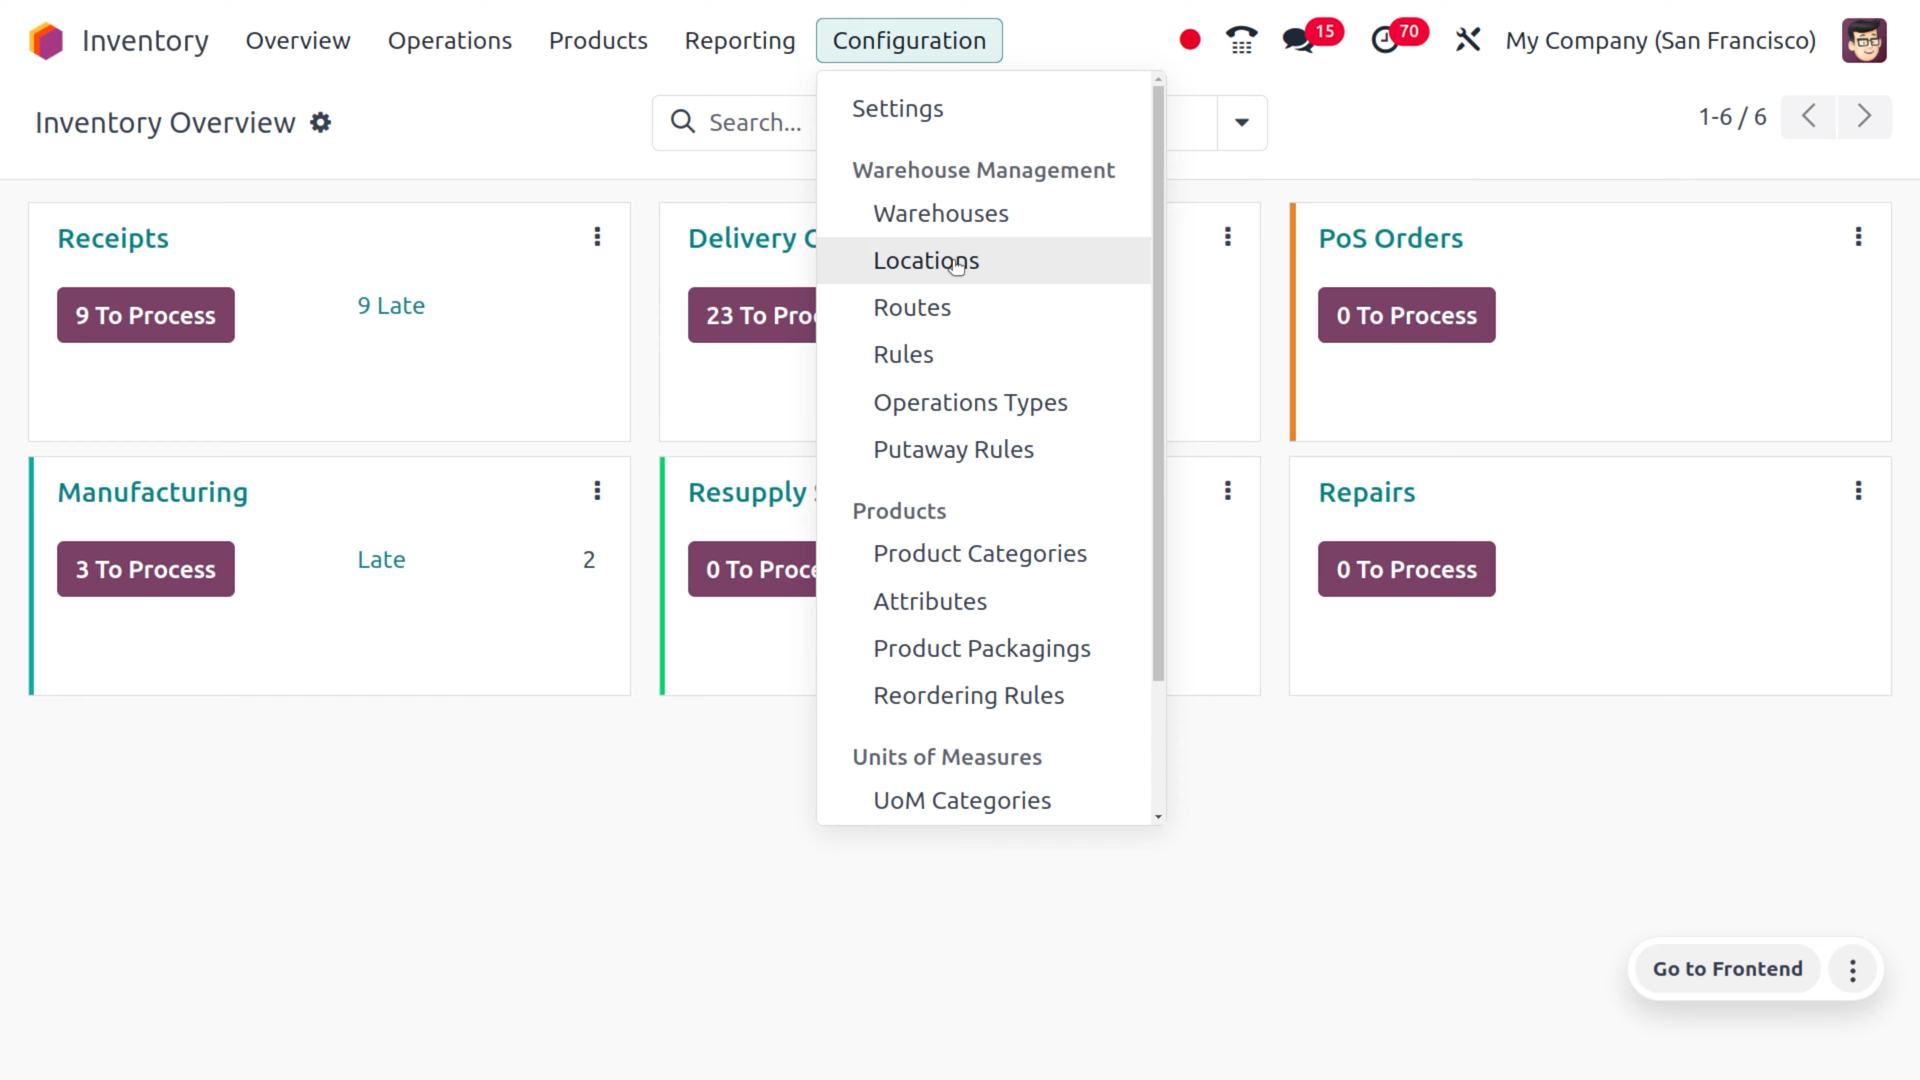 Inventory
Overview
Operations
Products
Reporting
Configuration
15
70
My Company (San Francisco)
Inventory Overview
Search...
1-6 / 6
Settings
Warehouse Management
Warehouses
Locations
Routes
Rules
Operations Types
Putaway Rules
Products
Product Categories
Attributes
Product Packagings
Reordering Rules
Units of Measures
UoM Categories
Receipts
9 To Process
9 Late
Delivery
23 To
PoS Orders
0 To Process
Manufacturing
3 To Process
Late
2
Resupply
0 To
Repairs
0 To Process
Go to Frontend